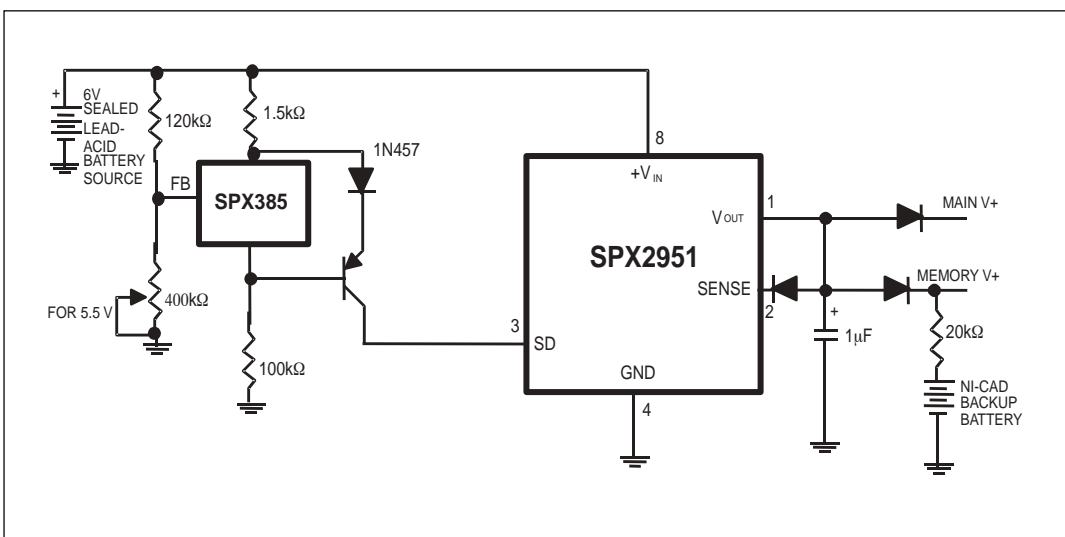 + 6V
SEALED
LEAD-
ACID
BATTERY
SOURCE
120kΩ
1.5kΩ
1N457
FB
SPX385
FOR 5.5 V
400kΩ
100kΩ
8
+VIN
1
VOUT
SPX2951
SENSE
2
3
SD
GND
4
MAIN V+
MEMORY V+
+
1µF
20kΩ
NI-CAD
BACKUP
BATTERY